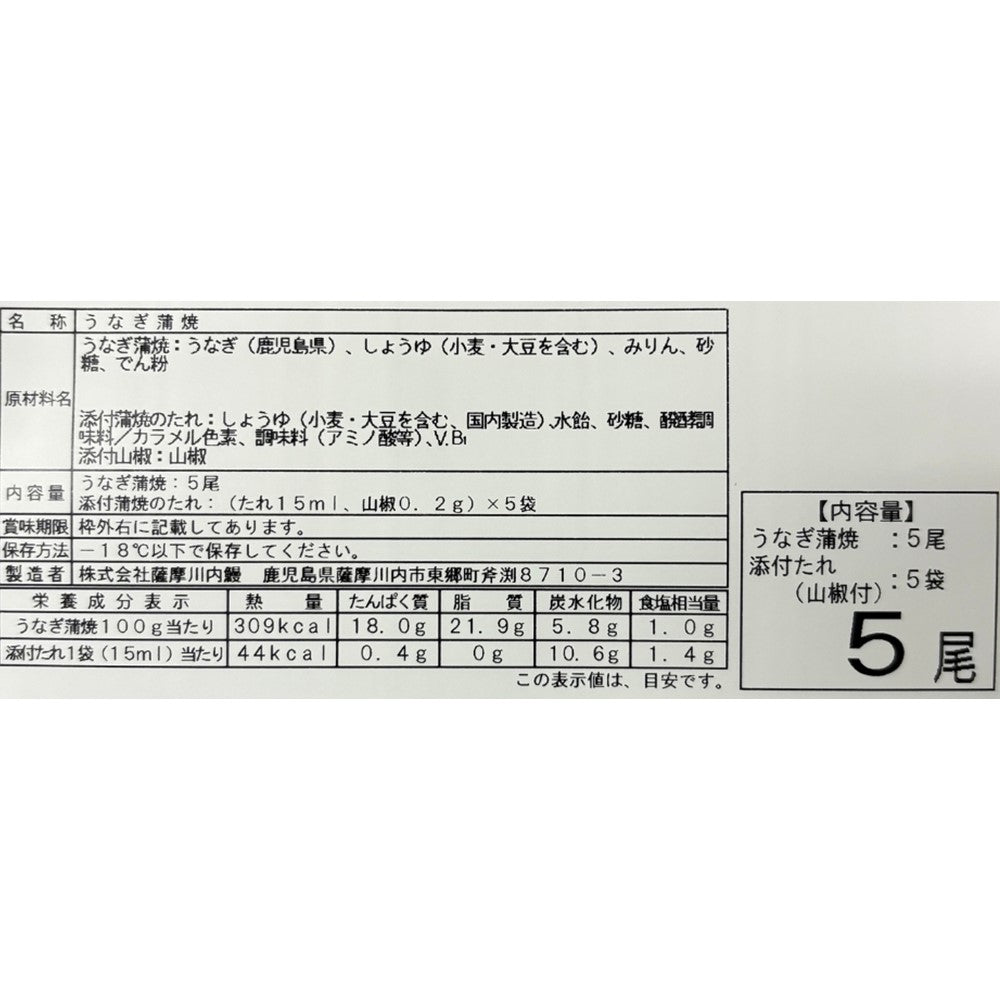 名 称 うなぎ蒲焼
原材料名 うなぎ蒲焼：うなぎ（鹿児島県）、しょうゆ（小麦・大豆を含む）、みりん、砂
糖、でん粉
添付蒲焼のたれ：しょうゆ（小麦・大豆を含む、国内製造）、水飴、砂糖、醗酵調
味料／カラメル色素、調味料（アミノ酸等）、V.B₁
添付山椒：山椒
内容量 うなぎ蒲焼：５尾
添付蒲焼のたれ：（たれ１５ｍｌ、山椒０．２ｇ）×５袋
賞味期限 枠外右に記載してあります。
保存方法 －１８℃以下で保存してください。
製造者 株式会社薩摩川内鰻 鹿児島県薩摩川内市東郷町斧渕８７１０－３
栄養成分表示 熱 量 たんぱく質 脂 質 炭水化物 食塩相当量
うなぎ蒲焼１００ｇ当たり 309kcal 18.0g 21.9g 5.8g 1.0g
添付たれ1袋（15ml）当たり 44kcal 0.4g 0g 10.6g 1.4g
この表示値は、目安です。
【内容量】
うなぎ蒲焼 ：５尾
添付たれ
（山椒付）：５袋
5尾